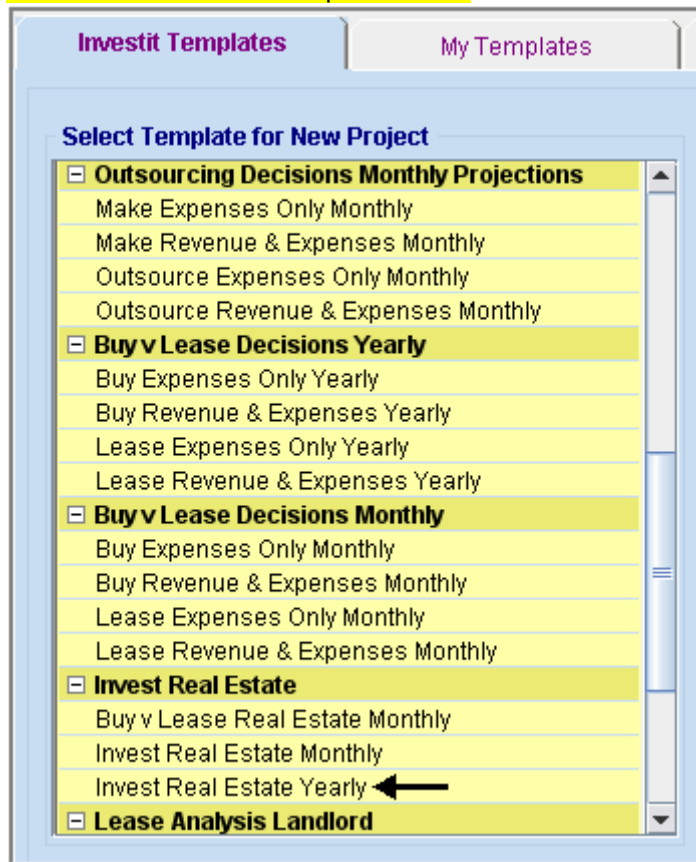 Investit Templates
My Templates
Select Template for New Project
Outsourcing Decisions Monthly Projections
Make Expenses Only Monthly
Make Revenue & Expenses Monthly
Outsource Expenses Only Monthly
Outsource Revenue & Expenses Monthly
Buy v Lease Decisions Yearly
Buy Expenses Only Yearly
Buy Revenue & Expenses Yearly
Lease Expenses Only Yearly
Lease Revenue & Expenses Yearly
Buy v Lease Decisions Monthly
Buy Expenses Only Monthly
Buy Revenue & Expenses Monthly
Lease Expenses Only Monthly
Lease Revenue & Expenses Monthly
Invest Real Estate
Buy v Lease Real Estate Monthly
Invest Real Estate Monthly
Invest Real Estate Yearly
Lease Analysis Landlord